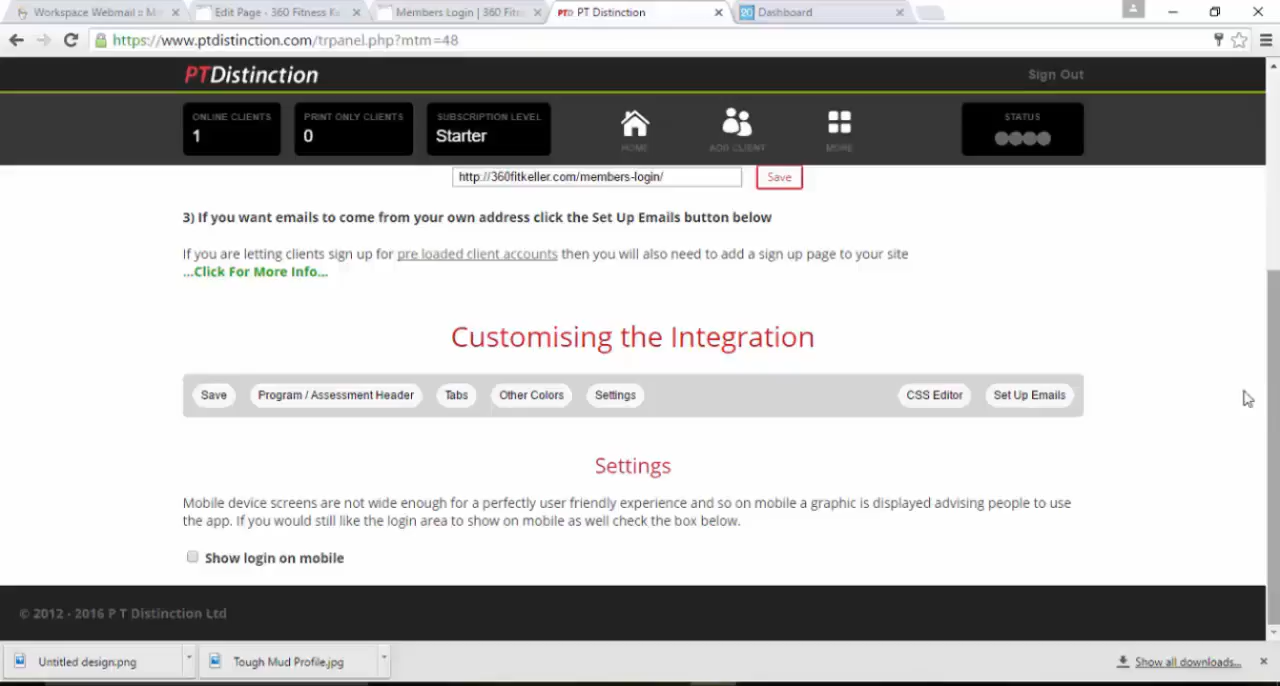 Workspace Webmail :: M
Edit Page - 360 Fitness K
Members Login | 360 Fitn
PTD PT Distinction
20 Dashboard
https://www.ptdistinction.com/trpanel.php?mtm=48
PTDistinction
Sign Out
ONLINE CLIENTS
1
PRINT ONLY CLIENTS
0
SUBSCRIPTION LEVEL
Starter
HOME
ADD CLIENT
MORE
STATUS
http://360fitkeller.com/members-login/
Save
3) If you want emails to come from your own address click the Set Up Emails button below
If you are letting clients sign up for pre loaded client accounts then you will also need to add a sign up page to your site
...Click For More Info...
Customising the Integration
Save
Program / Assessment Header
Tabs
Other Colors
Settings
CSS Editor
Set Up Emails
Settings
Mobile device screens are not wide enough for a perfectly user friendly experience and so on mobile a graphic is displayed advising people to use
the app. If you would still like the login area to show on mobile as well check the box below.
Show login on mobile
© 2012 - 2016 P T Distinction Ltd
Untitled design.png
Tough Mud Profile.jpg
Show all downloads...